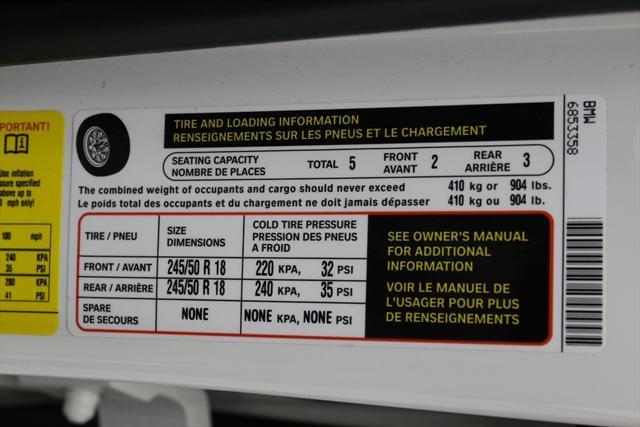 PORTANT!
Use inflation
ssure specified
above up to
mph only!
100 mph
240 KPA
35 PSI
280 KPA
41 PSI
TIRE AND LOADING INFORMATION
RENSEIGNEMENTS SUR LES PNEUS ET LE CHARGEMENT
SEATING CAPACITY
NOMBRE DE PLACES
TOTAL 5
FRONT
AVANT 2
REAR
ARRIÈRE 3
The combined weight of occupants and cargo should never exceed 410 kg or 904 lbs.
Le poids total des occupants et du chargement ne doit jamais dépasser 410 kg ou 904 lb.
TIRE / PNEU
SIZE
DIMENSIONS
COLD TIRE PRESSURE
PRESSION DES PNEUS
A FROID
FRONT / AVANT 245/50 R 18 220 KPA, 32 PSI
REAR / ARRIÈRE 245/50 R 18 240 KPA, 35 PSI
SPARE
DE SECOURS NONE NONE KPA, NONE PSI
SEE OWNER'S MANUAL
FOR ADDITIONAL
INFORMATION
VOIR LE MANUEL DE
L'USAGER POUR PLUS
DE RENSEIGNEMENTS
BMW
6853358